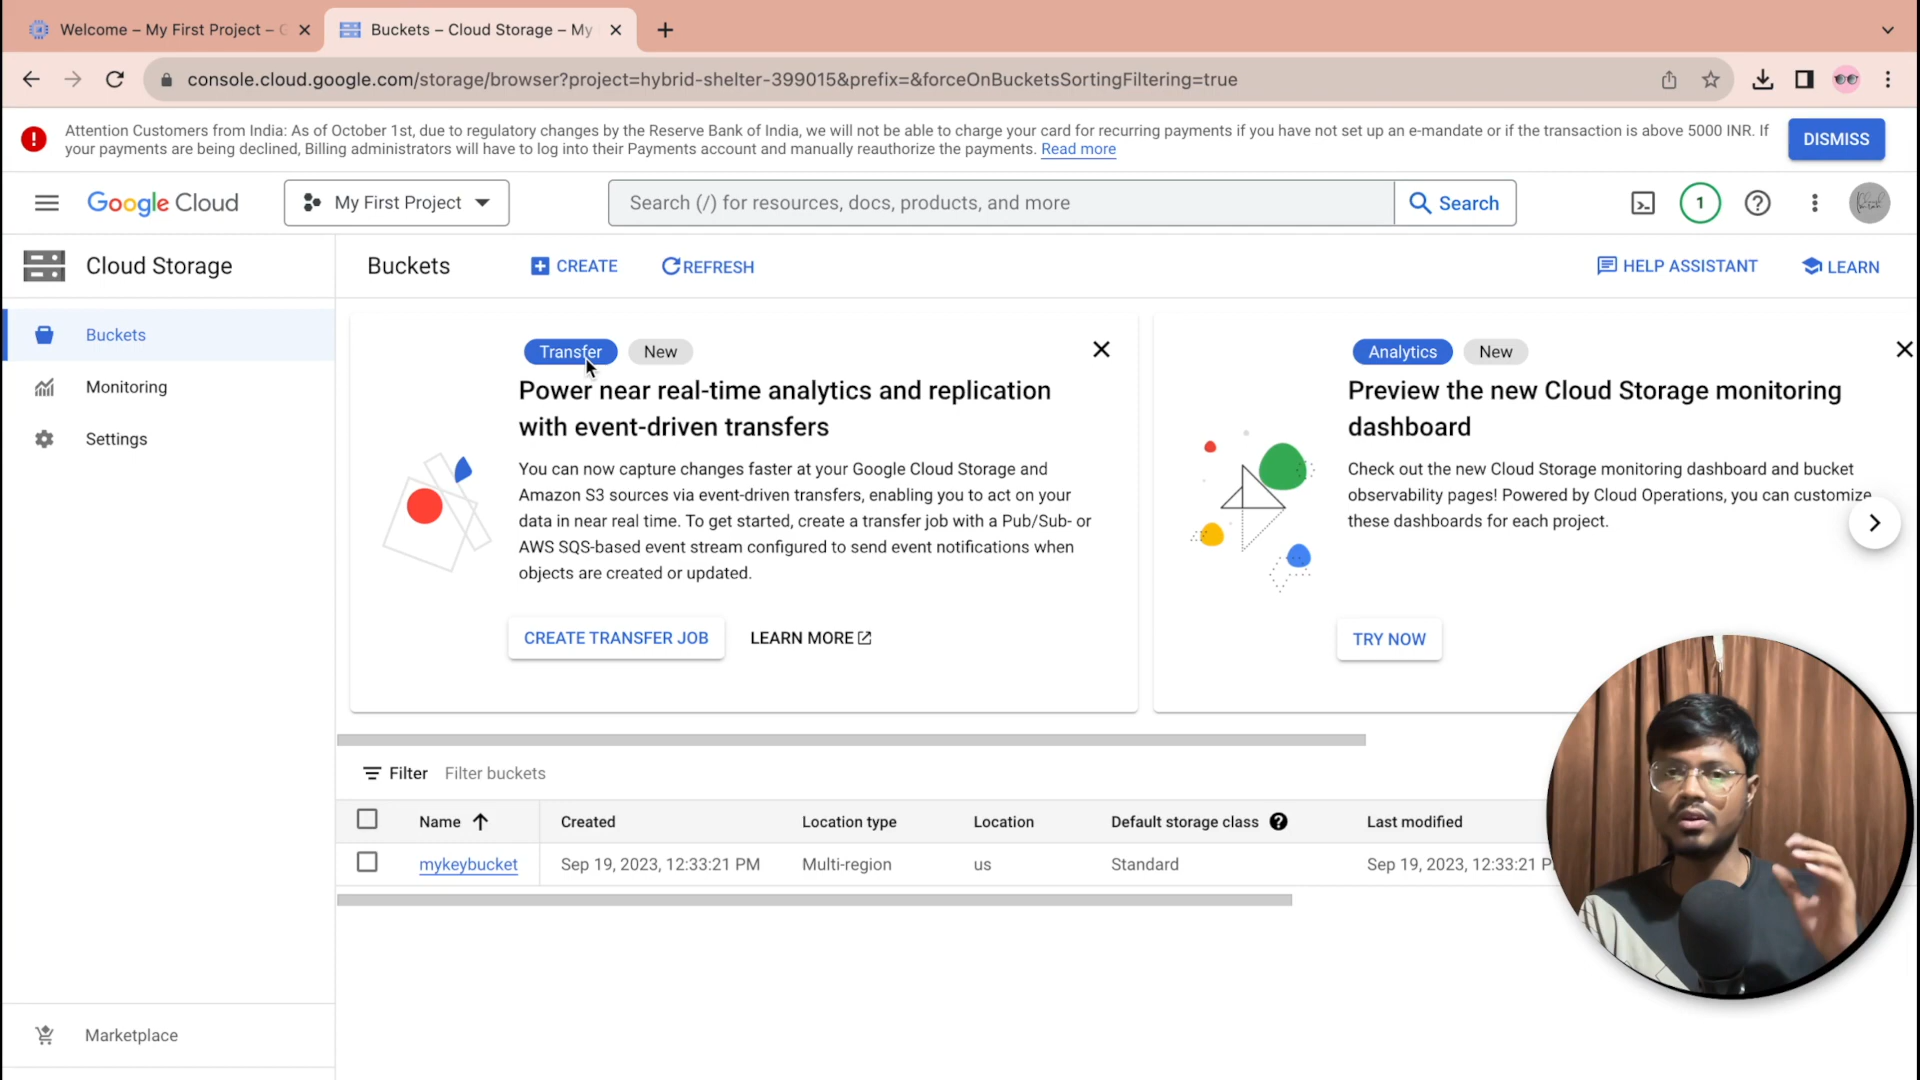 Welcome – My First Project –
Buckets – Cloud Storage – My
console.cloud.google.com/storage/browser?project=hybrid-shelter-399015&prefix=&forceOnBucketsSortingFiltering=true
Attention Customers from India: As of October 1st, due to regulatory changes by the Reserve Bank of India, we will not be able to charge your card for recurring payments if you have not set up an e-mandate or if the transaction is above 5000 INR. If
your payments are being declined, Billing administrators will have to log into their Payments account and manually reauthorize the payments. Read more
DISMISS
Google Cloud
My First Project
Search (/) for resources, docs, products, and more
Search
1
Cloud Storage
Buckets
CREATE
REFRESH
HELP ASSISTANT
LEARN
Buckets
Monitoring
Settings
Marketplace
Transfer
New
Power near real-time analytics and replication
with event-driven transfers
You can now capture changes faster at your Google Cloud Storage and
Amazon S3 sources via event-driven transfers, enabling you to act on your
data in near real time. To get started, create a transfer job with a Pub/Sub- or
AWS SQS-based event stream configured to send event notifications when
objects are created or updated.
CREATE TRANSFER JOB
LEARN MORE
Analytics
New
Preview the new Cloud Storage monitoring
dashboard
Check out the new Cloud Storage monitoring dashboard and bucket
observability pages! Powered by Cloud Operations, you can customize
these dashboards for each project.
TRY NOW
Filter
Filter buckets
Name
Created
Location type
Location
Default storage class
Last modified
mykeybucket
Sep 19, 2023, 12:33:21 PM
Multi-region
us
Standard
Sep 19, 2023, 12:33:21 P